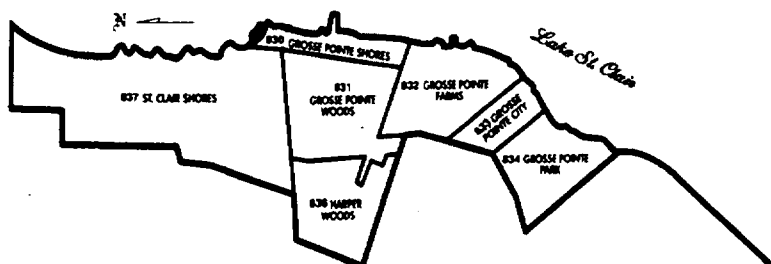 N
Lake St. Clair
830 GROSSE POINTE SHORES
837 ST. CLAIR SHORES
831
GROSSE POINTE
WOODS
832 GROSSE POINTE
FARMS
833 GROSSE
POINTE CITY
834 GROSSE POINTE
PARK
836 HARPER
WOODS